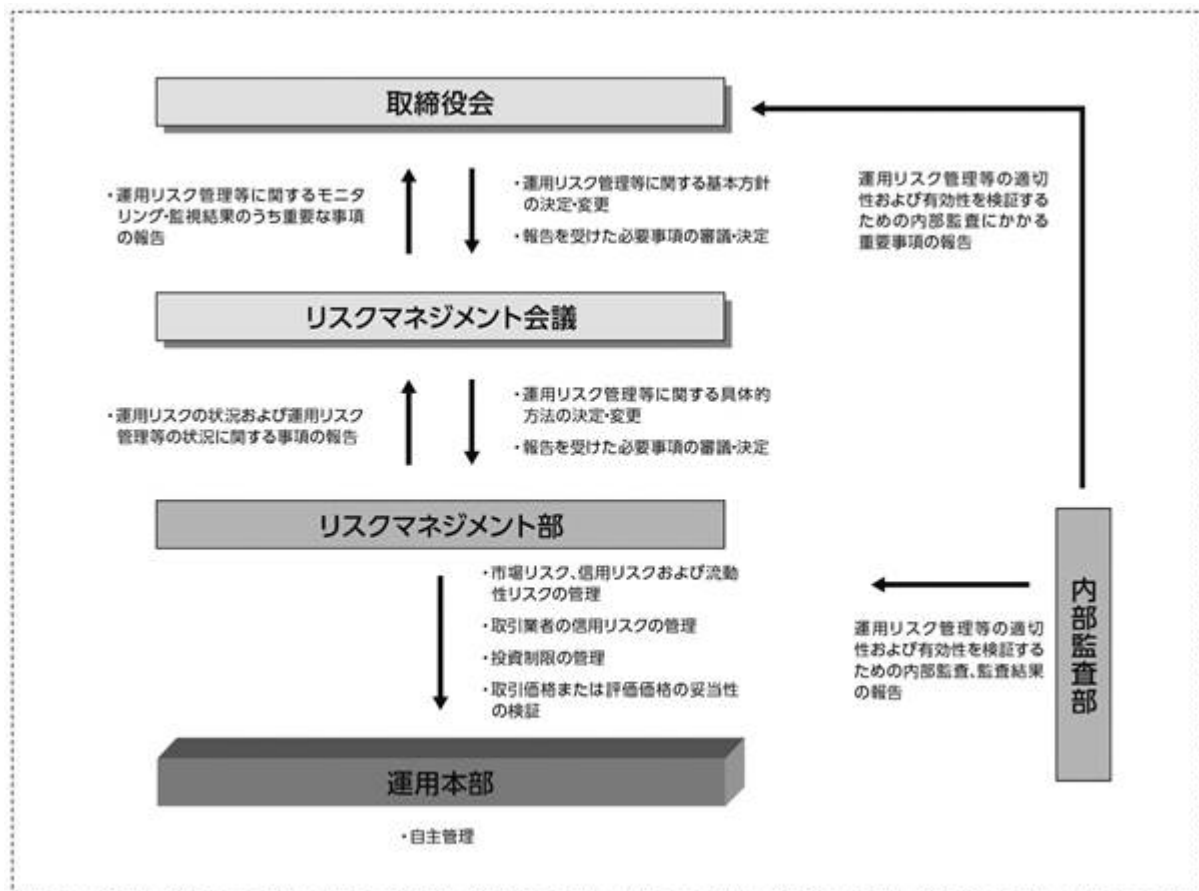 取締役会
・運用リスク管理等に関するモニタ
リング・監視結果のうち重要な事項
の報告
・運用リスク管理等に関する基本方針
の決定・変更
・報告を受けた必要事項の審議・決定
運用リスク管理等の適切
性および有効性を検証する
ための内部監査にかかる
重要事項の報告
リスクマネジメント会議
・運用リスクの状況および運用リスク
管理等の状況に関する事項の報告
・運用リスク管理等に関する具体的
方法の決定・変更
・報告を受けた必要事項の審議・決定
リスクマネジメント部
・市場リスク、信用リスクおよび流動
性リスクの管理
・取引業者の信用リスクの管理
・投資制限の管理
・取引価格または評価価格の妥当性
の検証
運用リスク管理等の適切
性および有効性を検証する
ための内部監査、監査結果
の報告
内部監査部
運用本部
・自主管理